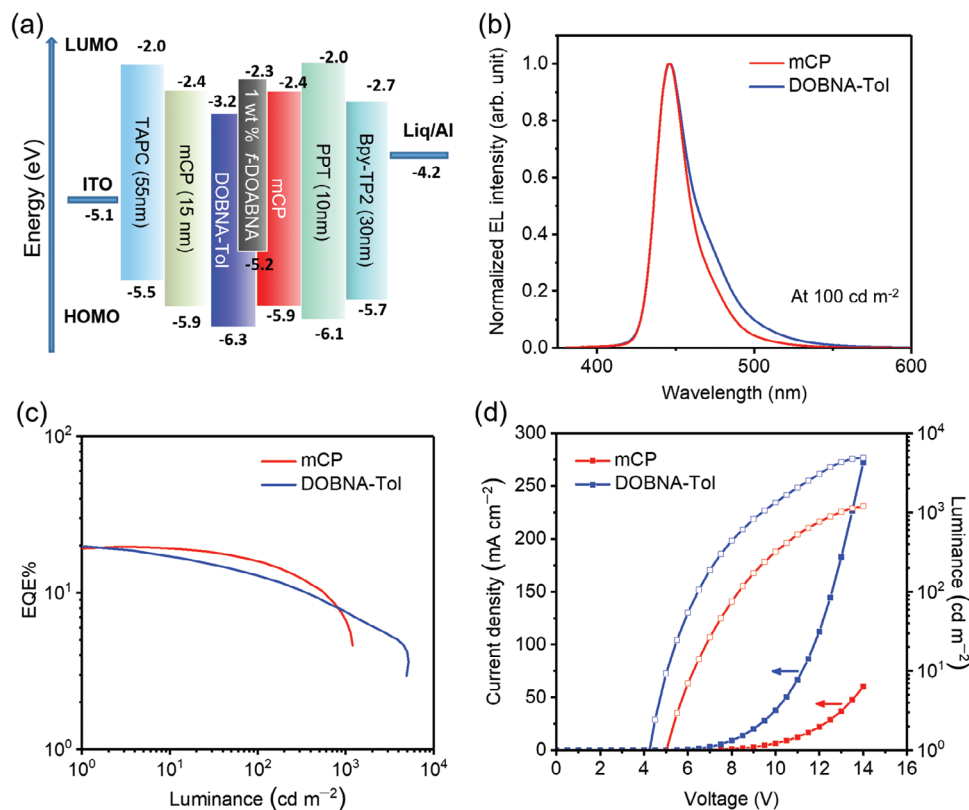 (a)
LUMO
-2.0
-2.4
-3.2
-2.3
-2.4
-2.0
-2.7
Liq/Al
-4.2
ITO
-5.1
Energy (eV)
TAPC (55nm)
mCP (15 nm)
DOBNA-Tol
1 wt % f-DOABNA
mCP
PPT (10nm)
Bpy-TP2 (30nm)
-5.2
-5.5
-5.9
-6.3
-5.9
-6.1
-5.7
HOMO
(b)
mCP
DOBNA-Tol
At 100 cd m-2
Normalized EL intensity (arb. unit)
1.0
0.8
0.6
0.4
0.2
0.0
400 500 600
Wavelength (nm)
(c)
mCP
DOBNA-Tol
EQE%
10²
10¹
10⁰
10⁰ 10¹ 10² 10³ 10⁴
Luminance (cd m−2)
(d)
mCP
DOBNA-Tol
Current density (mA cm−2)
300
275
250
225
200
175
150
125
100
75
50
25
0
0 2 4 6 8 10 12 14 16
Voltage (V)
10⁴
10³
10²
10¹
10⁰
Luminance (cd m−2)